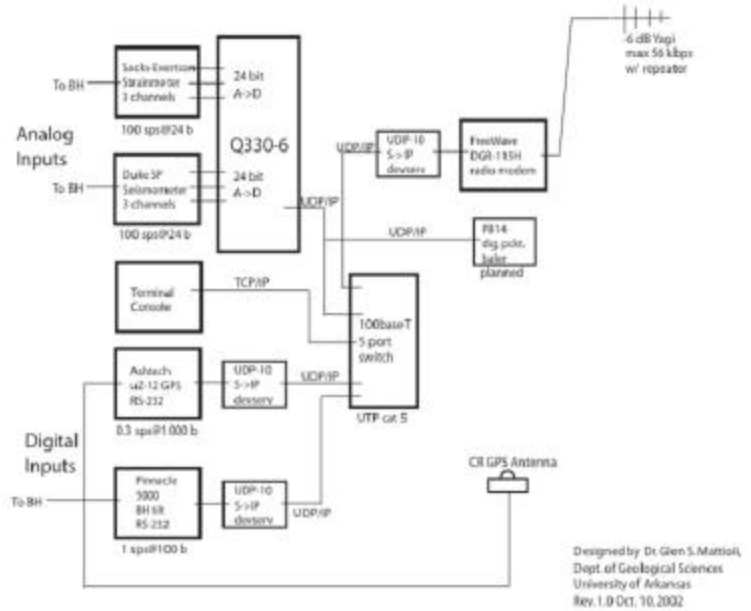 -6 dB Yagi
max 56 kbps
w/ repeater
To BH
Sacks-Evertson
Strainmeter
3 channels
100 sps@24 b
24 bit
A->D
Q330-6
Analog
Inputs
To BH
Duke SP
Seismometer
3 channels
100 sps@24 b
24 bit
A->D
UDP/IP
UDP/IP
UDP-10
S->IP
devserv
FreeWave
DGR-115H
radio modem
UDP/IP
P814
dig. pckt.
baler
planned
Terminal
Console
TCP/IP
100baseT
5 port
switch
UTP cat 5
Ashtech
uZ-12 GPS
RS-232
0.3 sps@1000 b
UDP-10
S->IP
devserv
UDP/IP
Digital
Inputs
To BH
Pinnacle
5000
BH tilt
RS-232
1 sps@100 b
UDP-10
S->IP
devserv
UDP/IP
CR GPS Antenna
Designed by Dr. Glen S. Mattioli,
Dept. of Geological Sciences
University of Arkansas
Rev. 1.0 Oct. 10, 2002